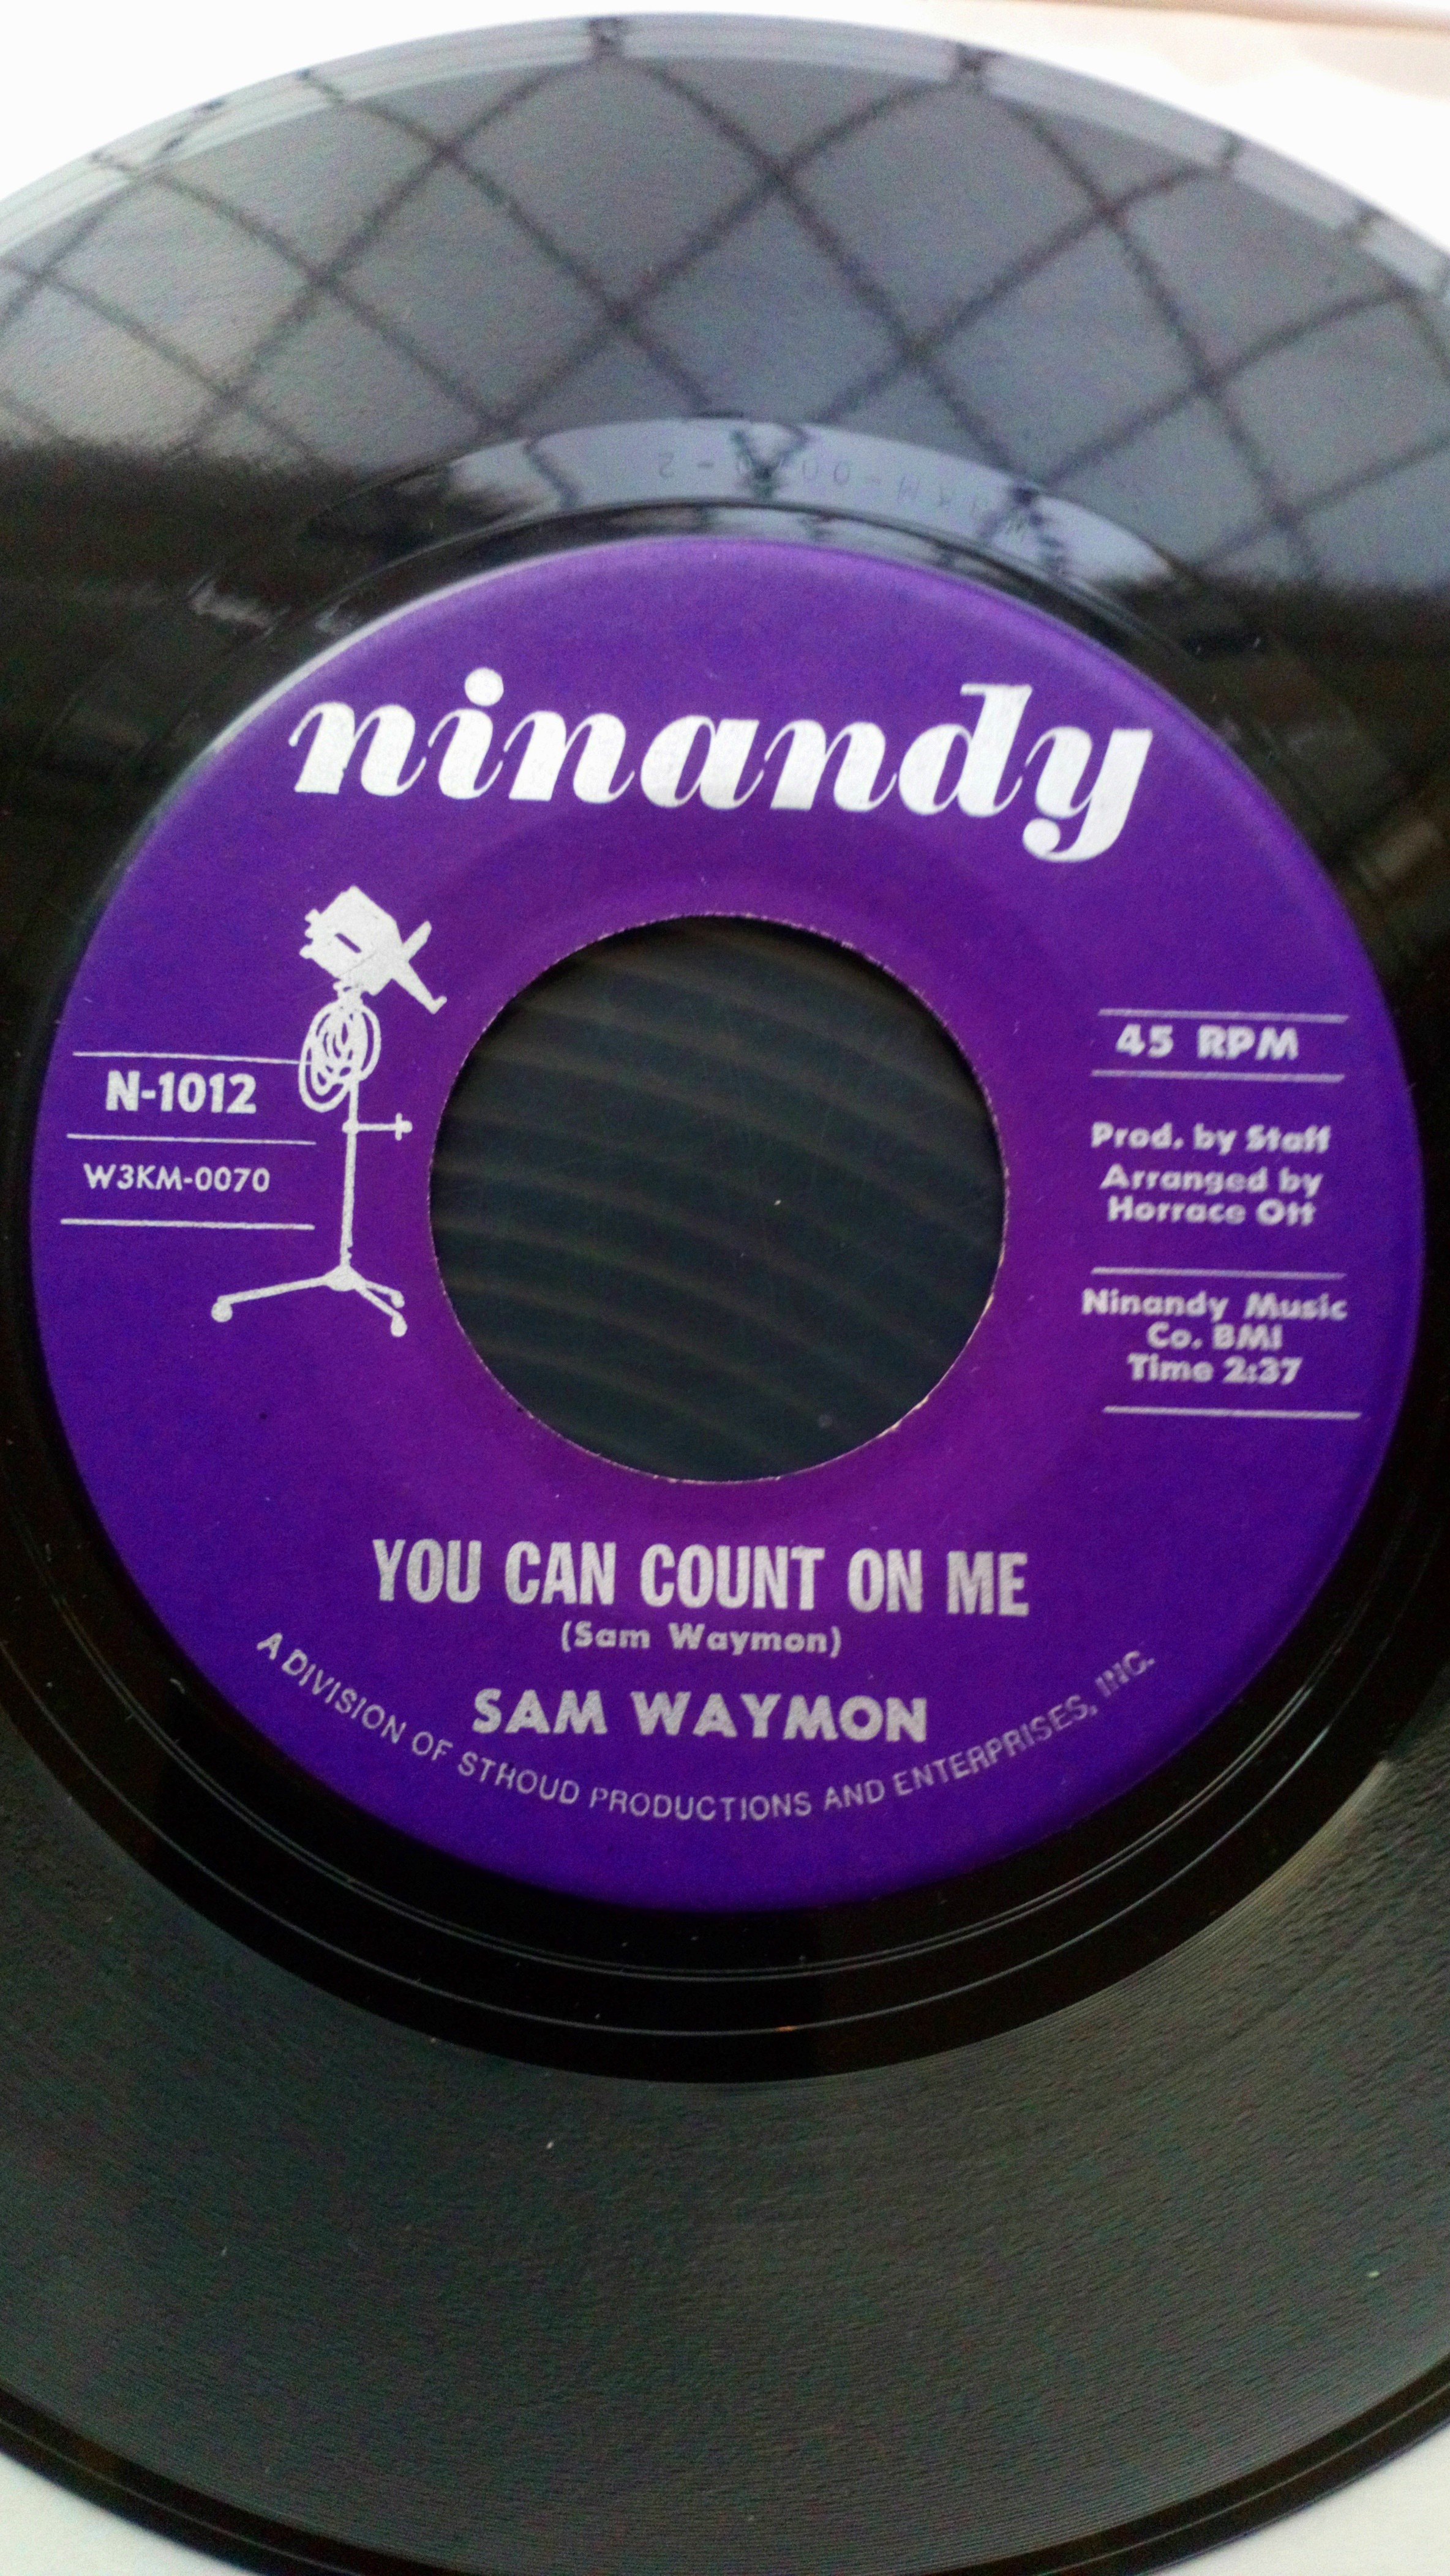 ninandy
N-1012
W3KM-0070
45 RPM
Prod. by Staff
Arranged by
Horrace Ott
Ninandy Music
Co. BMI
Time 2:37
YOU CAN COUNT ON ME
(Sam Waymon)
SAM WAYMON
A DIVISION OF STROUD PRODUCTIONS AND ENTERPRISES, INC.